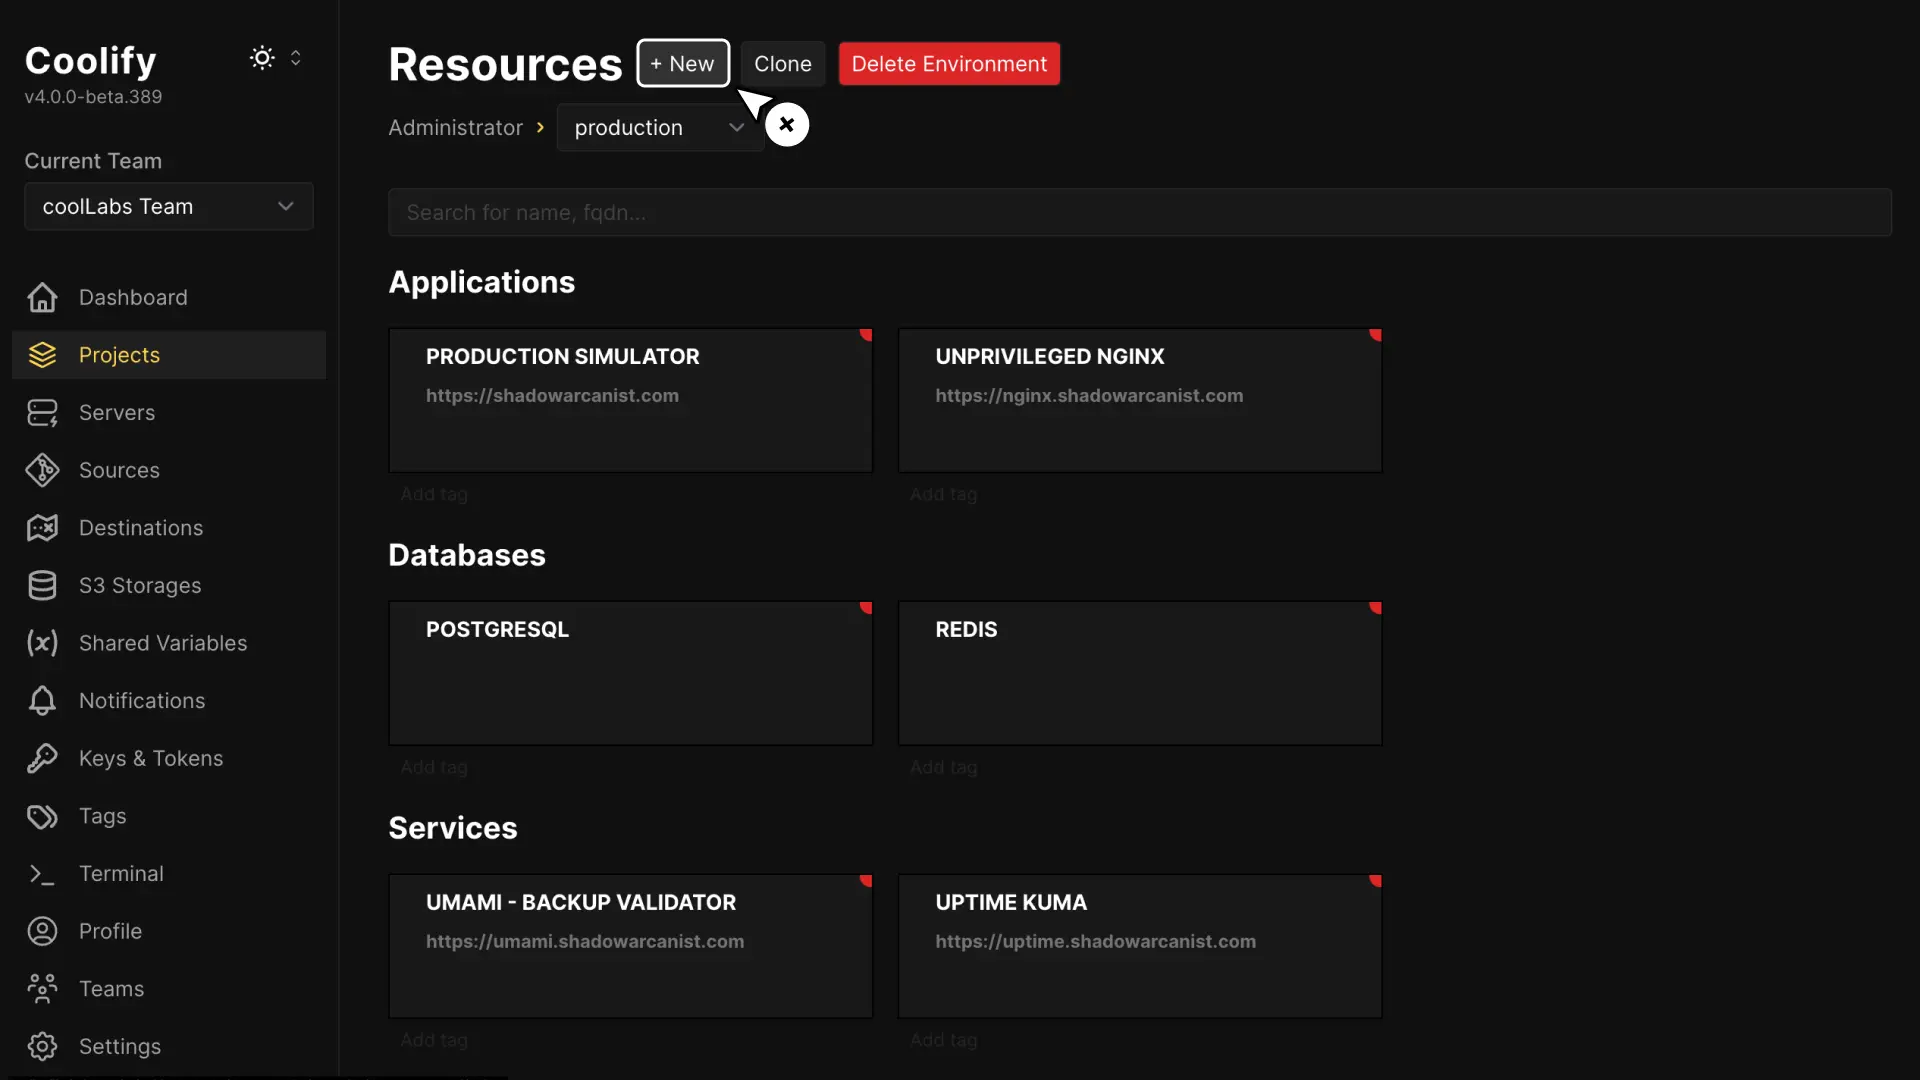 Coolify
v4.0.0-beta.389
Current Team
coolLabs Team
Dashboard
Projects
Servers
Sources
Destinations
S3 Storages
Shared Variables
Notifications
Keys & Tokens
Tags
Terminal
Profile
Teams
Settings
Resources + New Clone Delete Environment
Administrator › production
Search for name, fqdn...
Applications
PRODUCTION SIMULATOR
https://shadowarcanist.com
Add tag
UNPRIVILEGED NGINX
https://nginx.shadowarcanist.com
Add tag
Databases
POSTGRESQL
Add tag
REDIS
Add tag
Services
UMAMI - BACKUP VALIDATOR
https://umami.shadowarcanist.com
Add tag
UPTIME KUMA
https://uptime.shadowarcanist.com
Add tag